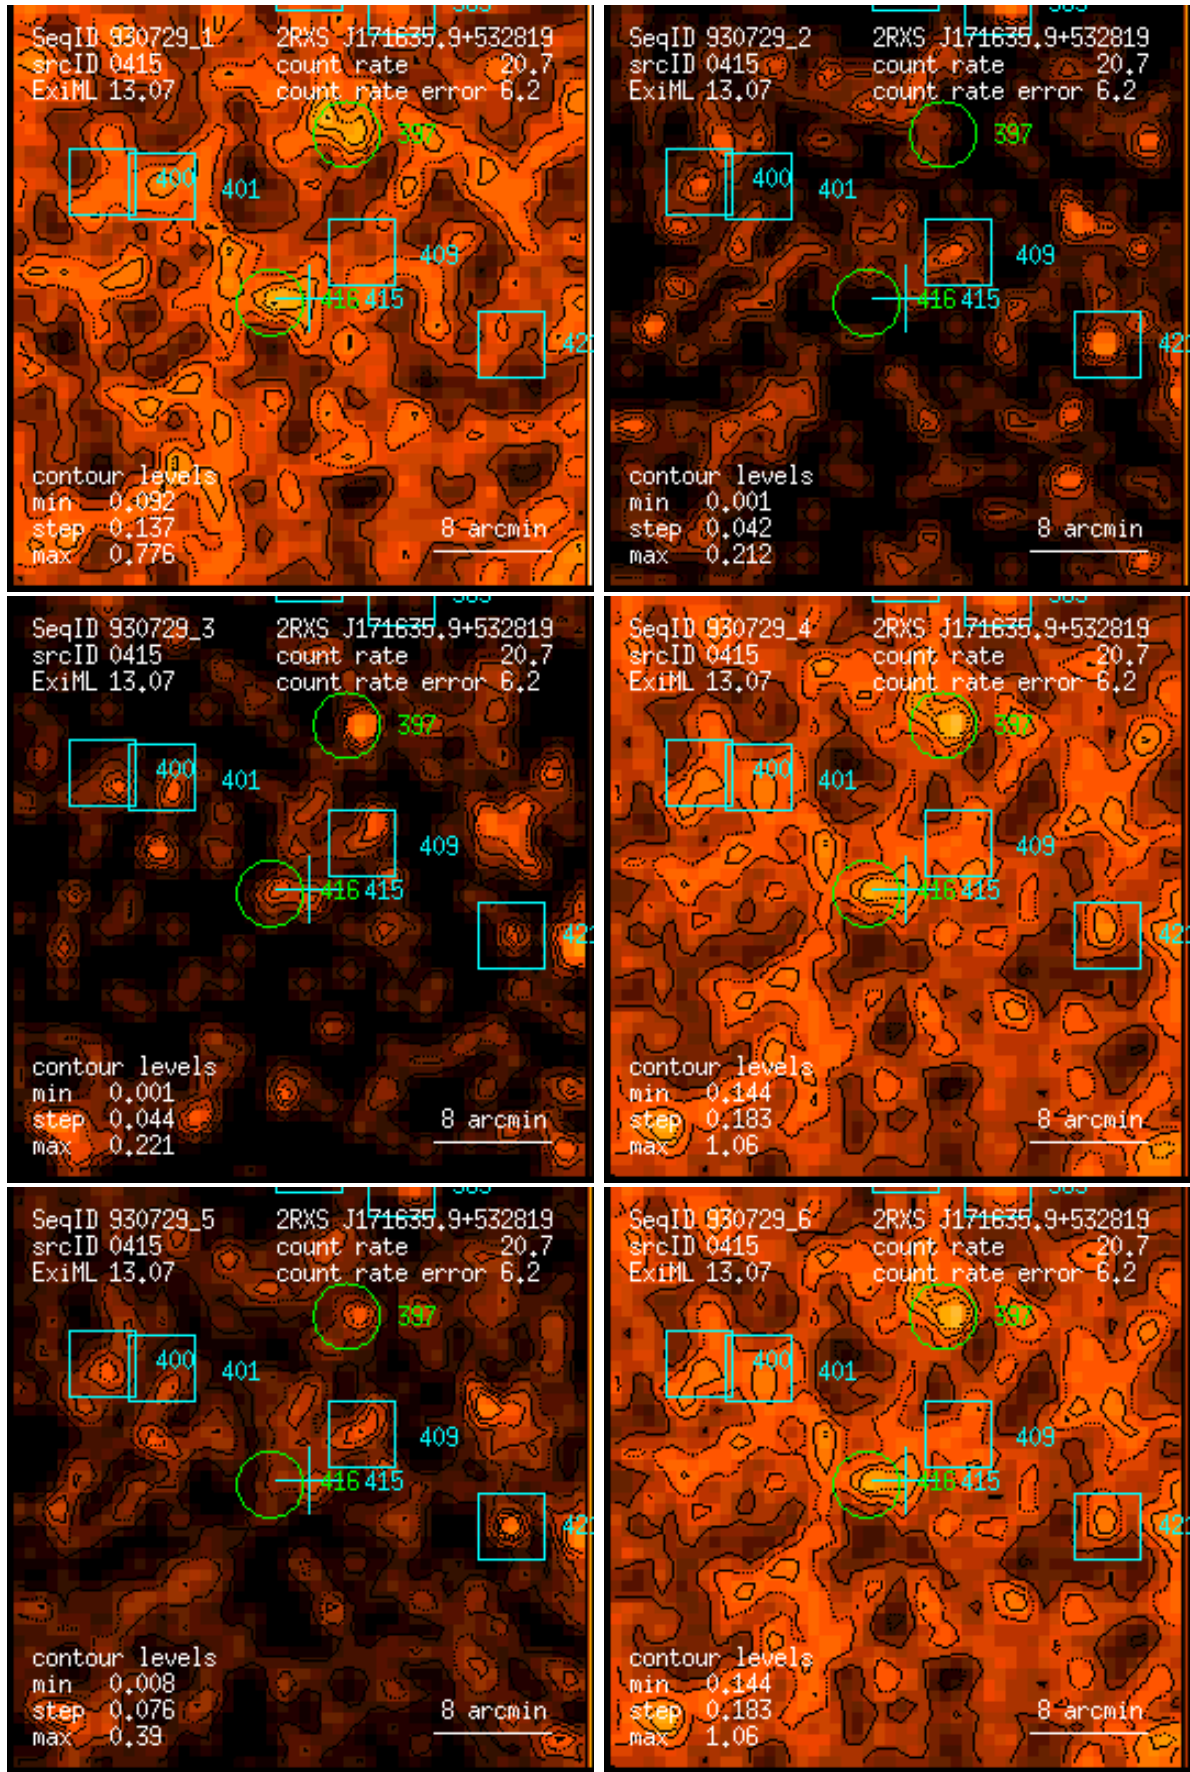 SeqID 930729_1 2RXS J171635.9+532819
srcID 0415 count rate 20.7
ExiML 13.07 count rate error 6.2
397
400 401
409
416 415
contour levels
min 0.092
step 0.137 8 arcmin
max 0.776
SeqID 930729_2 2RXS J171635.9+532819
srcID 0415 count rate 20.7
ExiML 13.07 count rate error 6.2
397
400 401
409
416 415
contour levels
min 0.001
step 0.042 8 arcmin
max 0.212
SeqID 930729_3 2RXS J171635.9+532819
srcID 0415 count rate 20.7
ExiML 13.07 count rate error 6.2
397
400 401
409
416 415
contour levels
min 0.001
step 0.044 8 arcmin
max 0.221
SeqID 930729_4 2RXS J171635.9+532819
srcID 0415 count rate 20.7
ExiML 13.07 count rate error 6.2
397
400 401
409
416 415
contour levels
min 0.144
step 0.183 8 arcmin
max 1.06
SeqID 930729_5 2RXS J171635.9+532819
srcID 0415 count rate 20.7
ExiML 13.07 count rate error 6.2
397
400 401
409
416 415
contour levels
min 0.008
step 0.076 8 arcmin
max 0.39
SeqID 930729_6 2RXS J171635.9+532819
srcID 0415 count rate 20.7
ExiML 13.07 count rate error 6.2
397
400 401
409
416 415
contour levels
min 0.144
step 0.183 8 arcmin
max 1.06